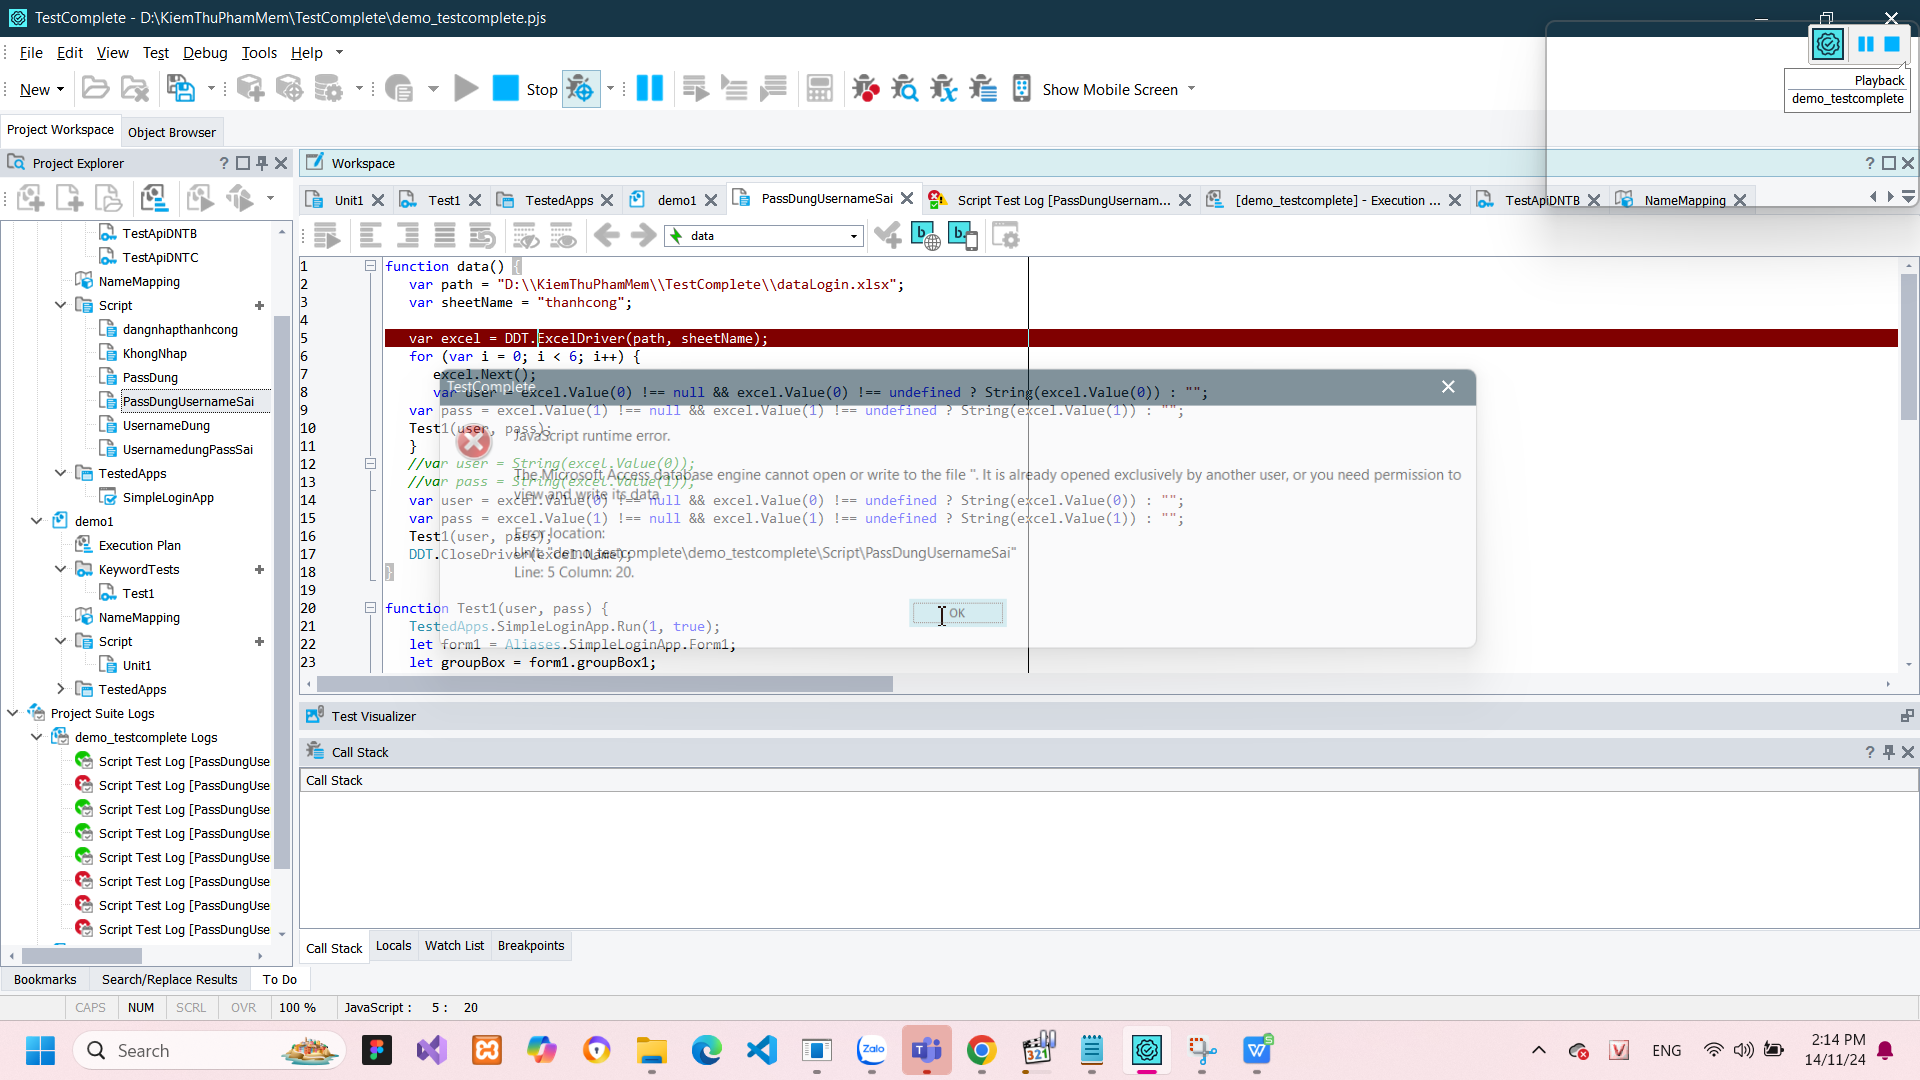 TestComplete - D:\KiemThuPhamMem\TestComplete\demo_testcomplete.pjs
File Edit View Test Debug Tools Help
New Stop Show Mobile Screen
Playback
demo_testcomplete
Project Workspace Object Browser
Project Explorer
Workspace
Unit1 Test1 TestedApps demo1 PassDungUsernameSai Script Test Log [PassDungUsernam... [demo_testcomplete] - Execution ... TestApiDNTB NameMapping
data
TestApiDNTB
TestApiDNTC
NameMapping
Script
dangnhapthanhcong
KhongNhap
PassDung
PassDungUsernameSai
UsernameDung
UsernamedungPassSai
TestedApps
SimpleLoginApp
demo1
Execution Plan
KeywordTests
Test1
NameMapping
Script
Unit1
TestedApps
Project Suite Logs
demo_testcomplete Logs
Script Test Log [PassDungUse
Script Test Log [PassDungUse
Script Test Log [PassDungUse
Script Test Log [PassDungUse
Script Test Log [PassDungUse
Script Test Log [PassDungUse
Script Test Log [PassDungUse
Script Test Log [PassDungUse
1 function data() {
2 var path = "D:\\KiemThuPhamMem\\TestComplete\\dataLogin.xlsx";
3 var sheetName = "thanhcong";
4
5 var excel = DDT.ExcelDriver(path, sheetName);
6 for (var i = 0; i < 6; i++) {
7 excel.Next();
8 var user = excel.Value(0) !== null && excel.Value(0) !== undefined ? String(excel.Value(0)) : "";
9 var pass = excel.Value(1) !== null && excel.Value(1) !== undefined ? String(excel.Value(1)) : "";
10 Test1(user, pass);
11 }
12 //var user = String(excel.Value(0));
13 //var pass = String(excel.Value(1));
14 var user = excel.Value(0) !== null && excel.Value(0) !== undefined ? String(excel.Value(0)) : "";
15 var pass = excel.Value(1) !== null && excel.Value(1) !== undefined ? String(excel.Value(1)) : "";
16 Test1(user, pass);
17 DDT.CloseDriver(excel.Name);
18 }
19
20 function Test1(user, pass) {
21 TestedApps.SimpleLoginApp.Run(1, true);
22 let form1 = Aliases.SimpleLoginApp.Form1;
23 let groupBox = form1.groupBox1;
TestComplete
JavaScript runtime error.
The Microsoft Access database engine cannot open or write to the file ''. It is already opened exclusively by another user, or you need permission to
view and write its data.
Error location:
Unit: "demo_testcomplete\demo_testcomplete\Script\PassDungUsernameSai"
Line: 5 Column: 20.
OK
Test Visualizer
Call Stack
Call Stack
Call Stack Locals Watch List Breakpoints
Bookmarks Search/Replace Results To Do
CAPS NUM SCRL OVR 100 % JavaScript : 5 : 20
Search
Zalo
321
ENG
2:14 PM
14/11/24